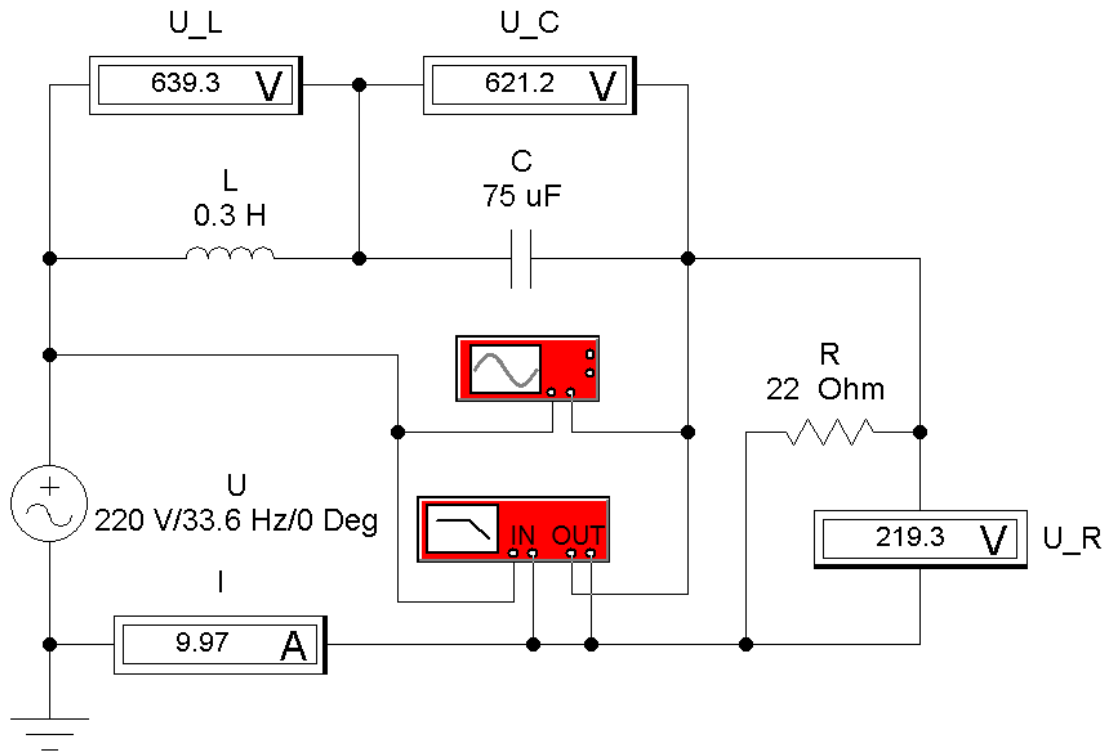 U_L
U_C
639.3 V
621.2 V
L
0.3 H
C
75 uF
R
22 Ohm
U
220 V/33.6 Hz/0 Deg
IN OUT
219.3 V
U_R
I
9.97 A